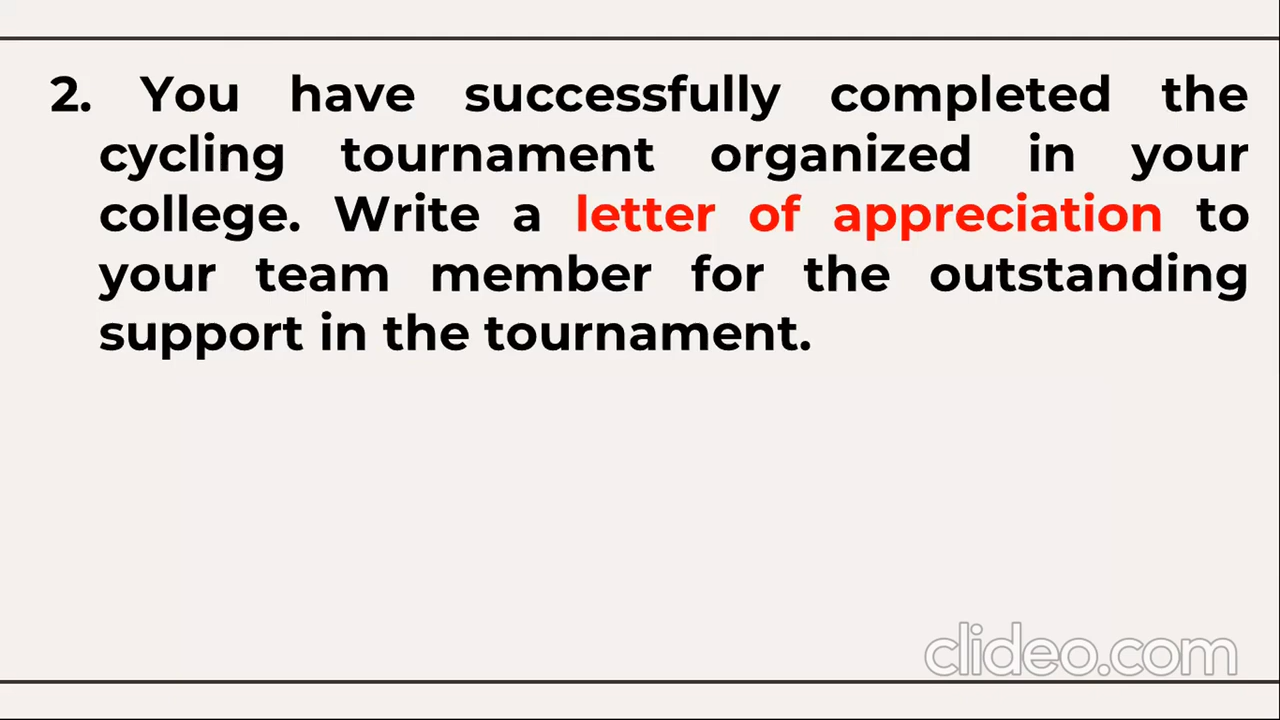 2. You have successfully completed the
cycling tournament organized in your
college. Write a letter of appreciation to
your team member for the outstanding
support in the tournament.
clideo.com